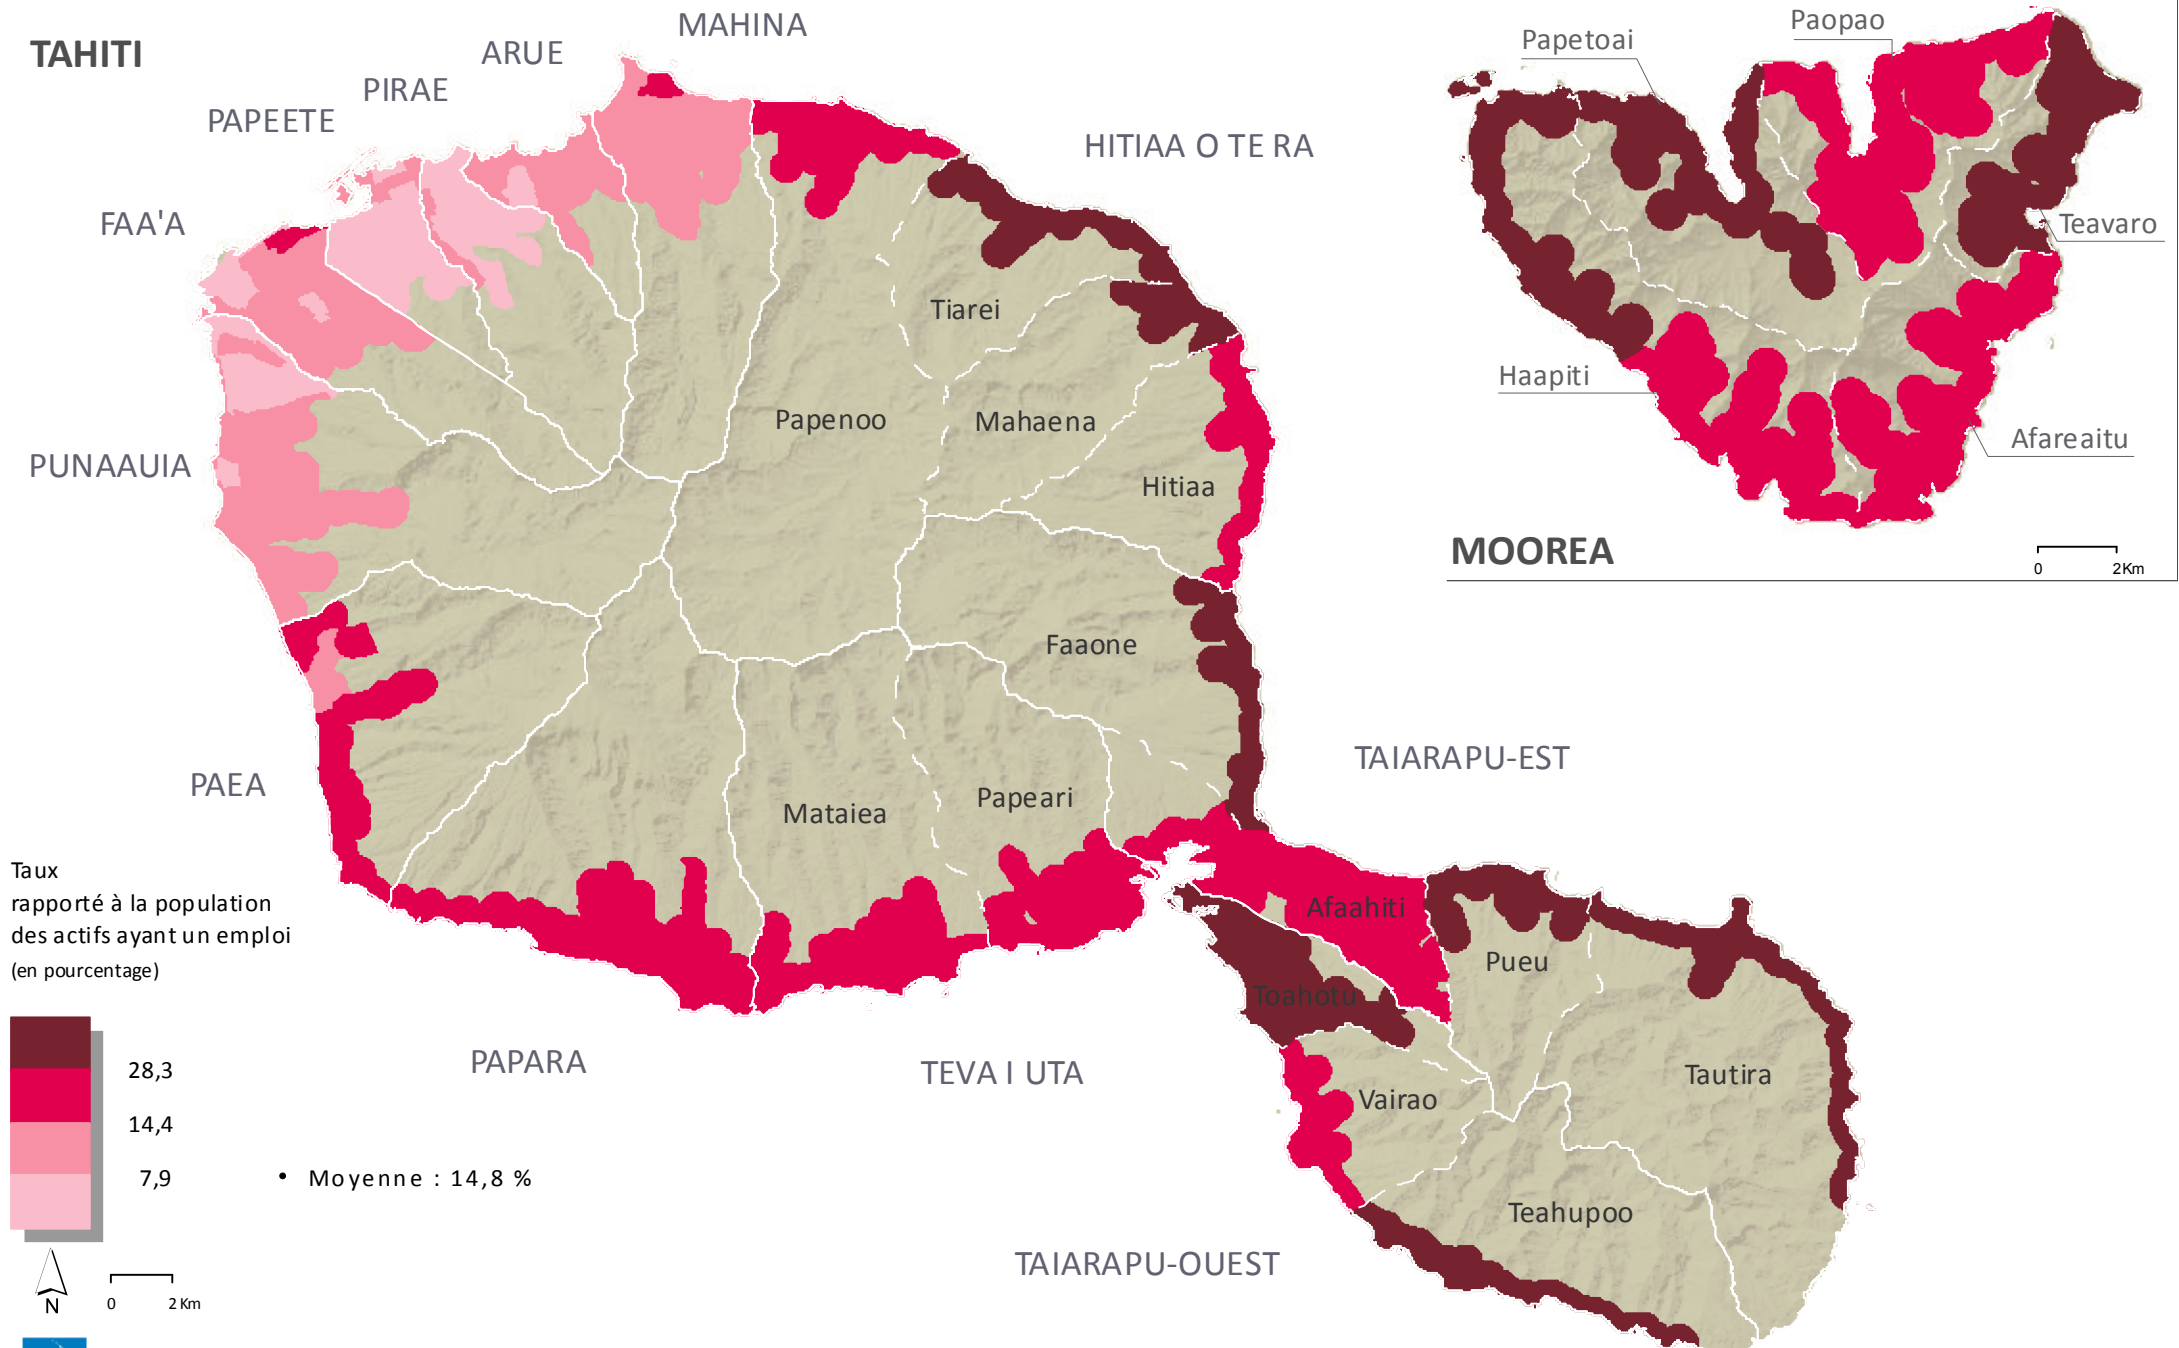 TAHITI
MAHINA
ARUE
PIRAE
PAPEETE
FAA'A
HITIAA O TE RA
PUNAAUIA
Tiarei
Papenoo
Mahaena
Hitiaa
Faaone
PAEA
Mataiea
Papeari
TAIARAPU-EST
Afaahiti
Pueu
Toahotu
PAPARA
TEVA I UTA
Vairao
Tautira
Teahupoo
TAIARAPU-OUEST
Papetoai
Paopao
Teavaro
Haapiti
Afareaitu
MOOREA
0 2Km
Taux
rapporté à la population
des actifs ayant un emploi
(en pourcentage)
28,3
14,4
7,9
• Moyenne : 14,8 %
N
0 2 Km